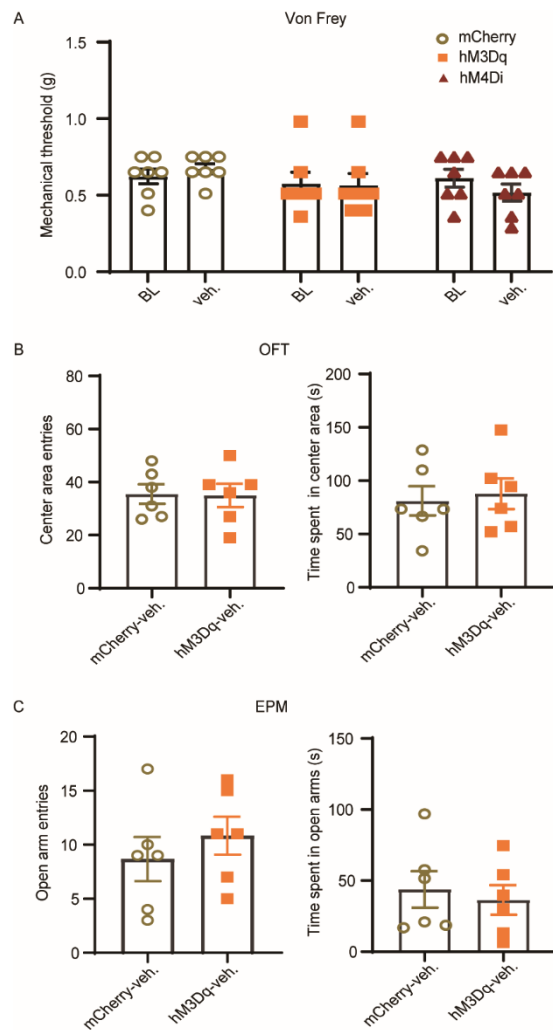 A
Von Frey
mCherry
hM3Dq
hM4Di
Mechanical threshold (g)
1.5
1.0
0.5
0.0
BL
veh.
BL
veh.
BL
veh.
B
OFT
Center area entries
80
60
40
20
0
mCherry-veh.
hM3Dq-veh.
Time spent in center area (s)
200
150
100
50
0
mCherry-veh.
hM3Dq-veh.
C
EPM
Open arm entries
20
15
10
5
0
mCherry-veh.
hM3Dq-veh.
Time spent in open arms (s)
150
100
50
0
mCherry-veh.
hM3Dq-veh.